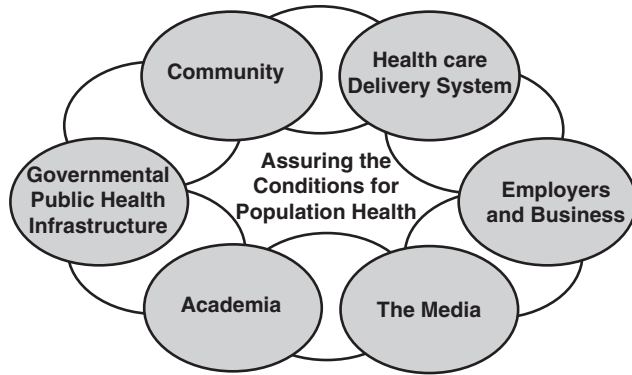 Community
Health care
Delivery System
Governmental
Public Health
Infrastructure
Assuring the
Conditions for
Population Health
Employers
and Business
Academia
The Media